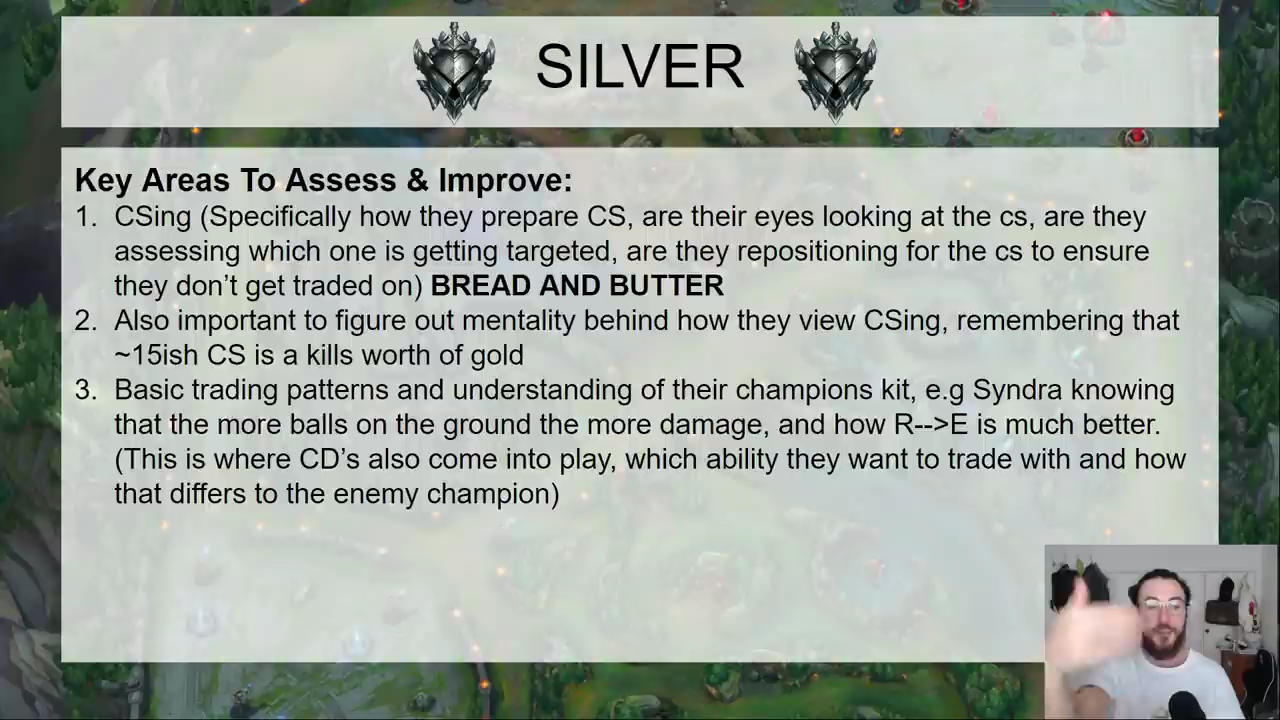 SILVER
Key Areas To Assess & Improve:
1. CSing (Specifically how they prepare CS, are their eyes looking at the cs, are they
assessing which one is getting targeted, are they repositioning for the cs to ensure
they don’t get traded on) BREAD AND BUTTER
2. Also important to figure out mentality behind how they view CSing, remembering that
~15ish CS is a kills worth of gold
3. Basic trading patterns and understanding of their champions kit, e.g Syndra knowing
that the more balls on the ground the more damage, and how R-->E is much better.
(This is where CD’s also come into play, which ability they want to trade with and how
that differs to the enemy champion)